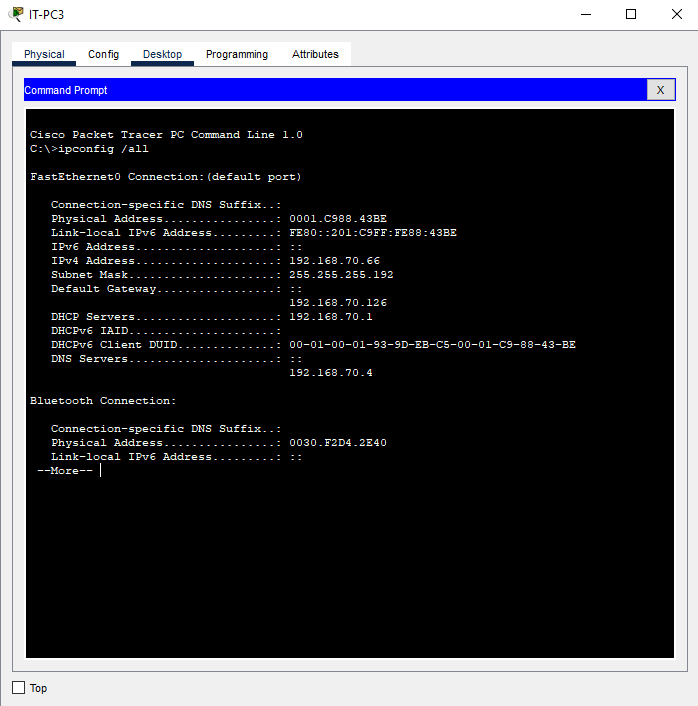 IT-PC3
Physical Config Desktop Programming Attributes
Command Prompt X
Cisco Packet Tracer PC Command Line 1.0
C:\>ipconfig /all
FastEthernet0 Connection:(default port)
Connection-specific DNS Suffix..:
Physical Address................: 0001.C988.43BE
Link-local IPv6 Address.........: FE80::201:C9FF:FE88:43BE
IPv6 Address....................: ::
IPv4 Address....................: 192.168.70.66
Subnet Mask.....................: 255.255.255.192
Default Gateway.................: ::
192.168.70.126
DHCP Servers....................: 192.168.70.1
DHCPv6 IAID.....................:
DHCPv6 Client DUID..............: 00-01-00-01-93-9D-EB-C5-00-01-C9-88-43-BE
DNS Servers.....................: ::
192.168.70.4
Bluetooth Connection:
Connection-specific DNS Suffix..:
Physical Address................: 0030.F2D4.2E40
Link-local IPv6 Address.........: ::
--More--
Top